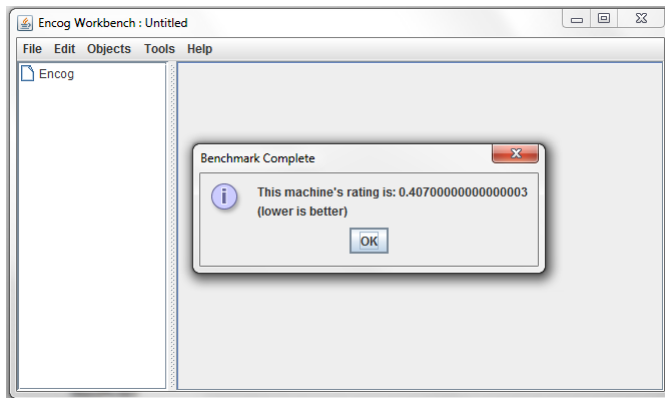 Encog Workbench : Untitled
File Edit Objects Tools Help
Encog
Benchmark Complete
This machine's rating is: 0.40700000000000003
(lower is better)
OK